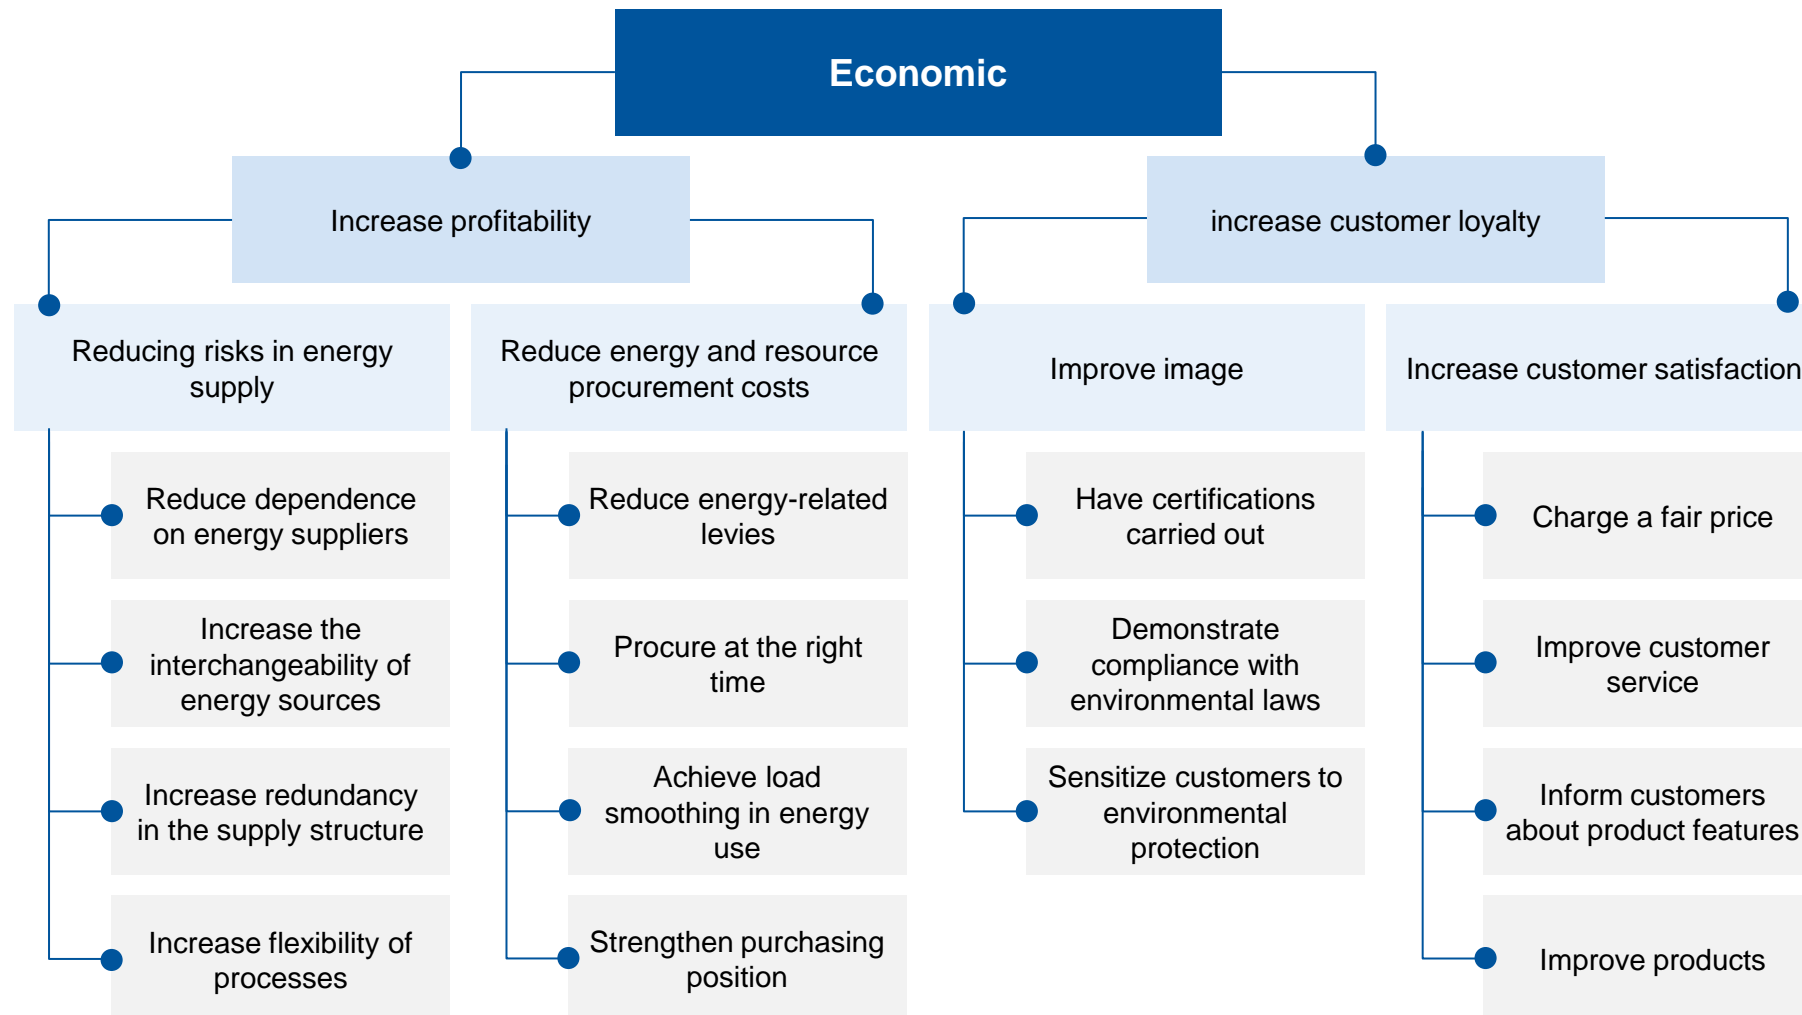 Economic
Increase profitability
increase customer loyalty
Reducing risks in energy
supply
Reduce energy and resource
procurement costs
Improve image
Increase customer satisfaction
Reduce dependence
on energy suppliers
Increase the
interchangeability of
energy sources
Increase redundancy
in the supply structure
Increase flexibility of
processes
Reduce energy-related
levies
Procure at the right
time
Achieve load
smoothing in energy
use
Strengthen purchasing
position
Have certifications
carried out
Demonstrate
compliance with
environmental laws
Sensitize customers to
environmental
protection
Charge a fair price
Improve customer
service
Inform customers
about product features
Improve products